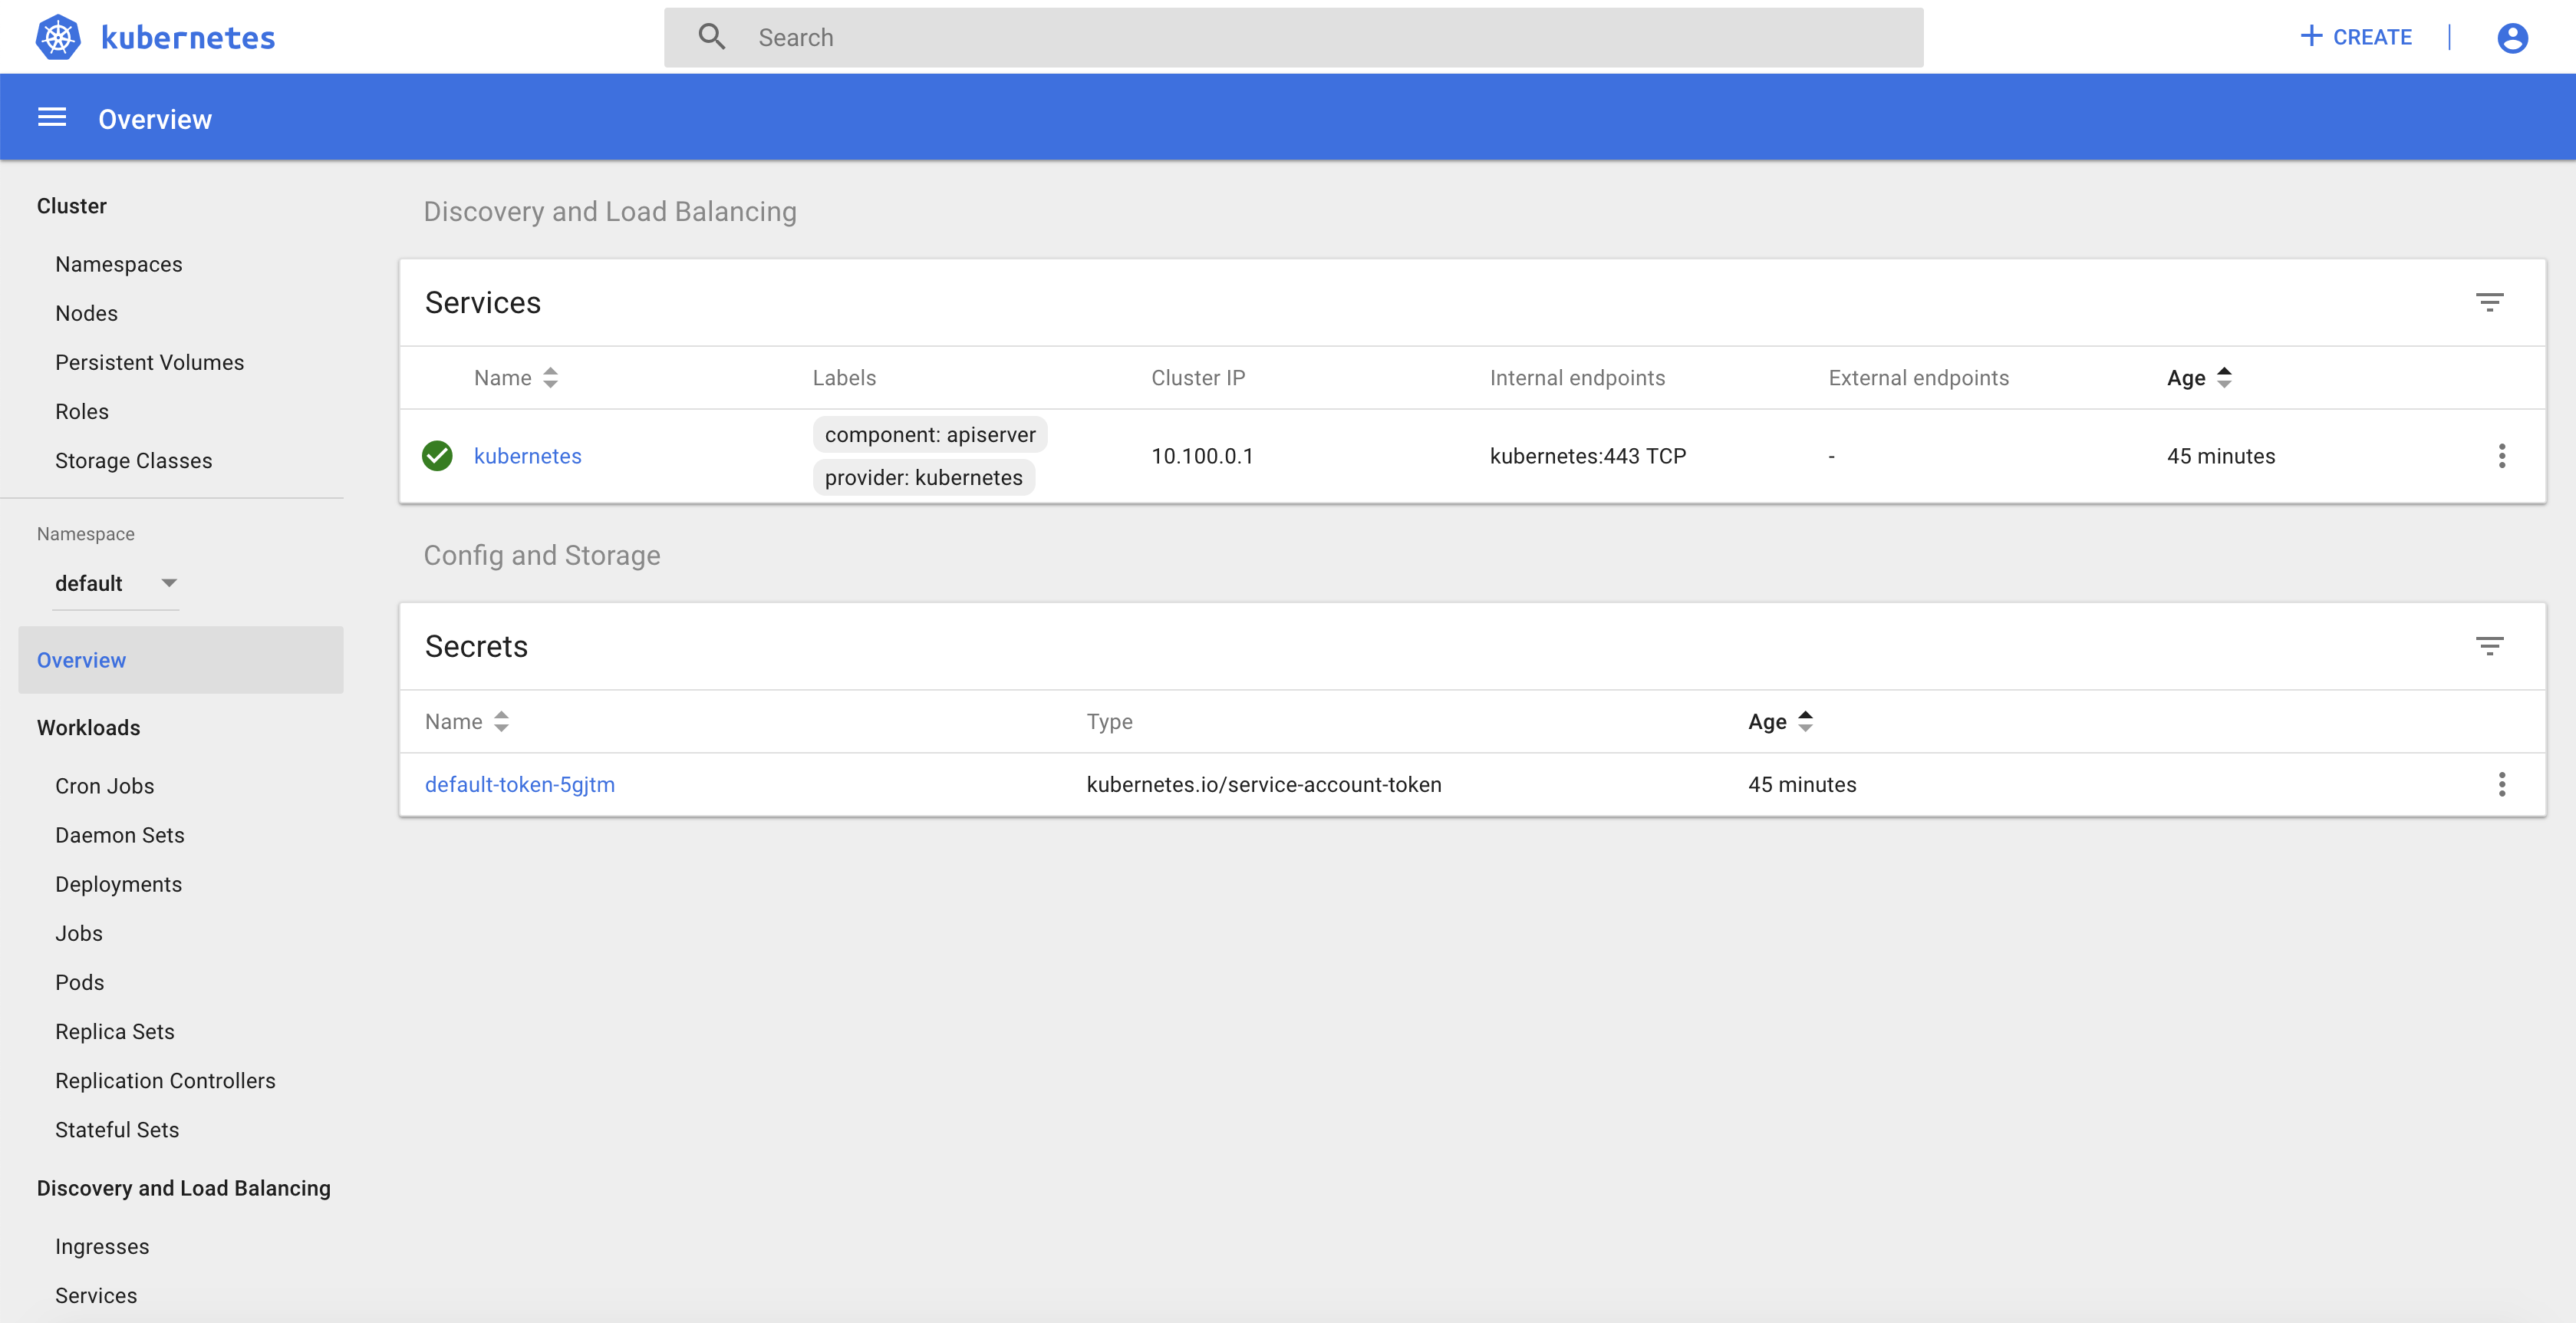 kubernetes
Search
CREATE
Overview
Cluster
Namespaces
Nodes
Persistent Volumes
Roles
Storage Classes
Namespace
default
Overview
Workloads
Cron Jobs
Daemon Sets
Deployments
Jobs
Pods
Replica Sets
Replication Controllers
Stateful Sets
Discovery and Load Balancing
Ingresses
Services
Discovery and Load Balancing
Services
Name Labels Cluster IP Internal endpoints External endpoints Age
kubernetes component: apiserver provider: kubernetes 10.100.0.1 kubernetes:443 TCP - 45 minutes
Config and Storage
Secrets
Name Type Age
default-token-5gjtm kubernetes.io/service-account-token 45 minutes